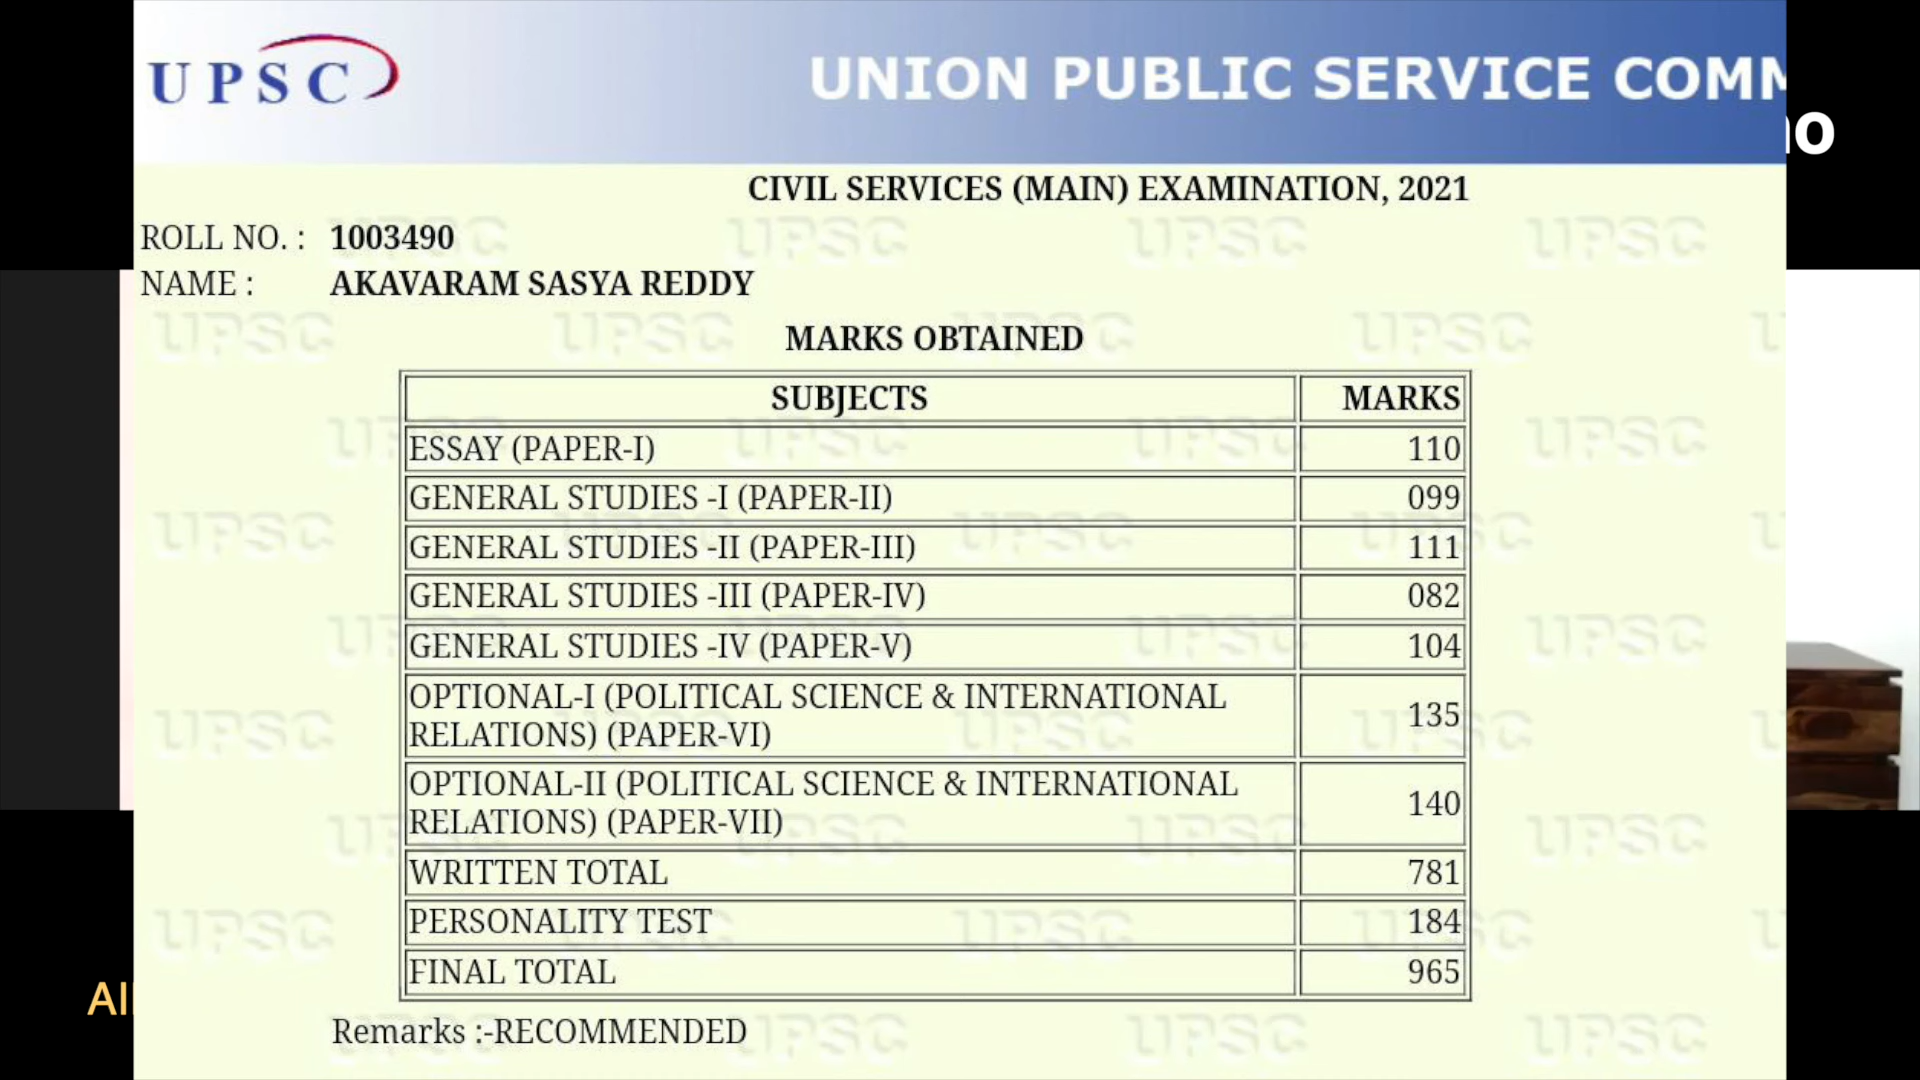 UPSC
UNION PUBLIC SERVICE COMM
CIVIL SERVICES (MAIN) EXAMINATION, 2021
ROLL NO. : 1003490
NAME : AKAVARAM SASYA REDDY
MARKS OBTAINED
SUBJECTS MARKS
ESSAY (PAPER-I) 110
GENERAL STUDIES -I (PAPER-II) 099
GENERAL STUDIES -II (PAPER-III) 111
GENERAL STUDIES -III (PAPER-IV) 082
GENERAL STUDIES -IV (PAPER-V) 104
OPTIONAL-I (POLITICAL SCIENCE & INTERNATIONAL
RELATIONS) (PAPER-VI) 135
OPTIONAL-II (POLITICAL SCIENCE & INTERNATIONAL
RELATIONS) (PAPER-VII) 140
WRITTEN TOTAL 781
PERSONALITY TEST 184
FINAL TOTAL 965
Remarks :-RECOMMENDED